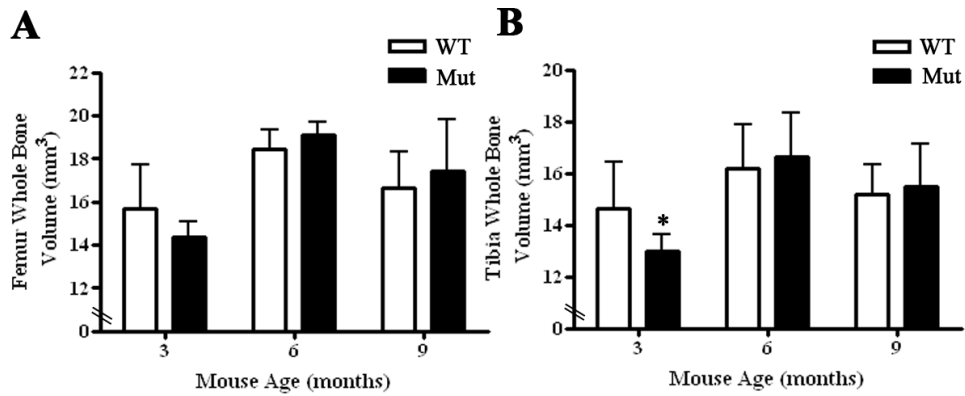 A
WT
Mut
Femur Whole Bone
Volume (mm³)
22
20
18
16
14
12
0
3
6
9
Mouse Age (months)
B
WT
Mut
Tibia Whole Bone
Volume (mm³)
20
18
16
14
12
0
*
3
6
9
Mouse Age (months)